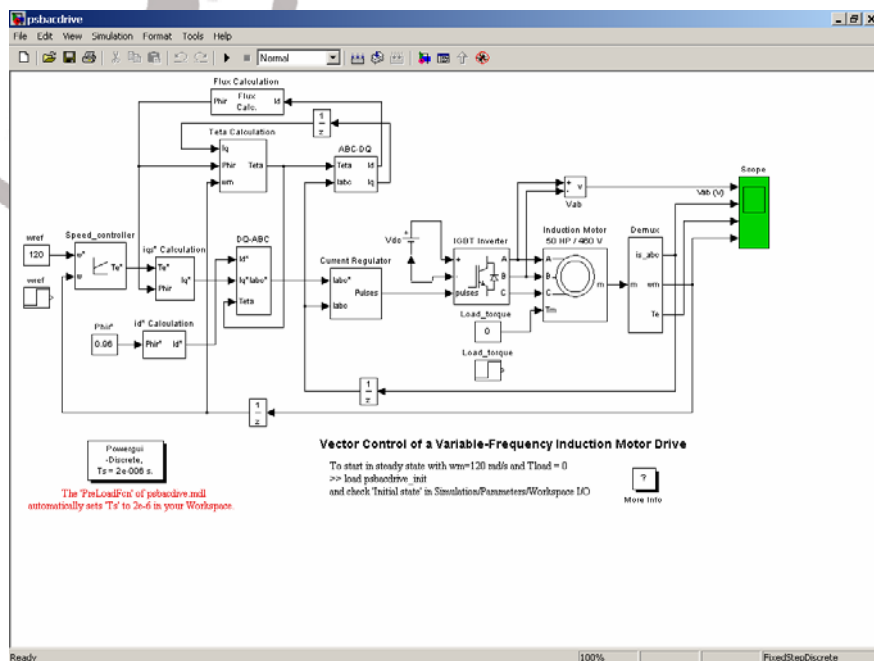 psbacdrive
File Edit View Simulation Format Tools Help
Normal
Flux Calculation
Phir Flux Calc. Id
1
z
Teta Calculation
Iq
Phir Teta
wm
ABC-DQ
Teta Id
Iabc Iq
Scope
+
- v
Vab
Vab (V)
wref
120
Speed_controller
w*
Te*
w
wref
iqs* Calculation
Te*
Iq*
Phir
DQ-ABC
Id*
Iq* Iabc*
Teta
Vdc
+
Current Regulator
Iabc*
Pulses
Iabc
IGBT Inverter
+ A
- B
pulses C
Induction Motor
50 HP / 460 V
A
B
m
C
Tm
Demux
is_abc
m wm
Te
Load_torque
0
Load_torque
Phir*
0.96
id* Calculation
Phir* Id*
1
z
1
z
Powergui
-Discrete,
Ts = 2e-006 s.
The 'PreLoadFcn' of psbacdive.mdl
automatically sets 'Ts' to 2e-6 in your Workspace.
Vector Control of a Variable-Frequency Induction Motor Drive
To start in steady state with wm=120 rad/s and Tload = 0
>> load psbacdrive_init
and check 'Initial state' in Simulation/Parameters/Workspace I/O
?
More Info
Ready 100% FixedStepDiscrete